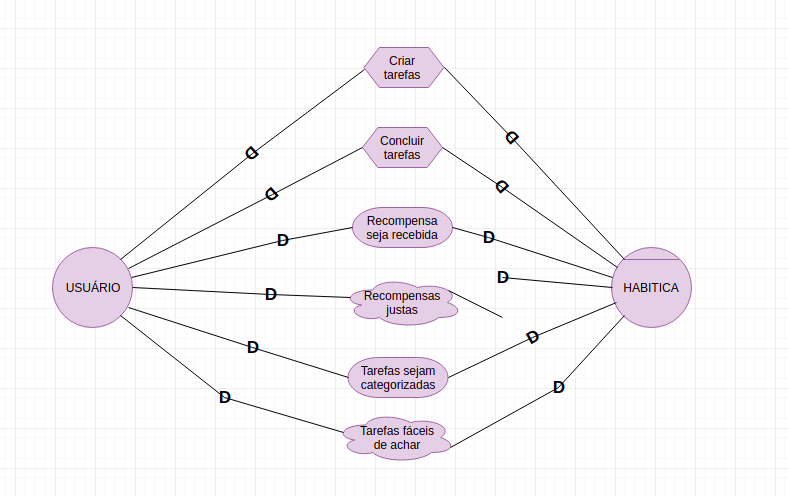 Criar
tarefas
D
D
Concluir
tarefas
D
D
Recompensa
seja recebida
D
D
USUÁRIO
D
Recompensas
justas
D
HABITICA
D
Tarefas sejam
categorizadas
D
D
Tarefas fáceis
de achar
D